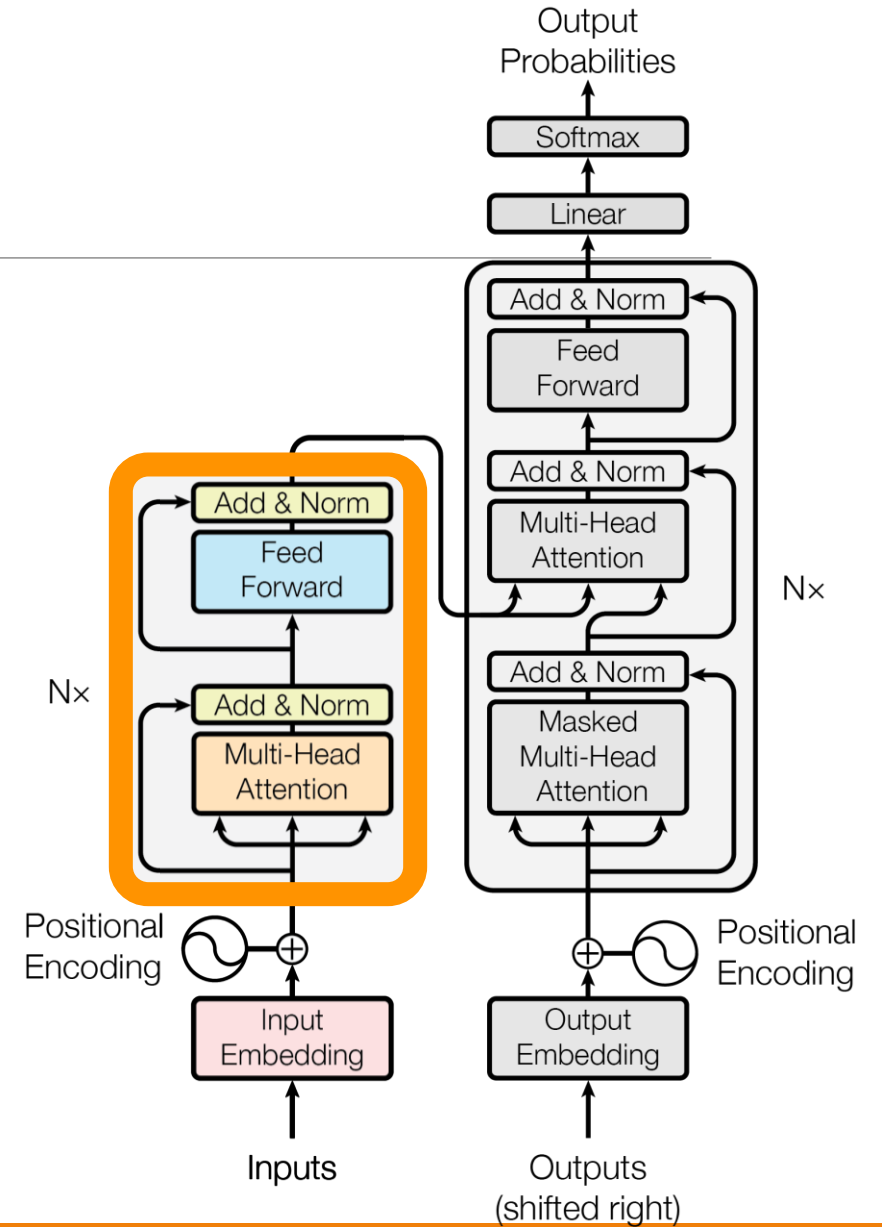 Output
Probabilities
Softmax
Linear
Add & Norm
Feed
Forward
Add & Norm
Multi-Head
Attention
Nx
Add & Norm
Masked
Multi-Head
Attention
Positional
Encoding
Output
Embedding
Outputs
(shifted right)
Add & Norm
Feed
Forward
Nx
Add & Norm
Multi-Head
Attention
Positional
Encoding
Input
Embedding
Inputs